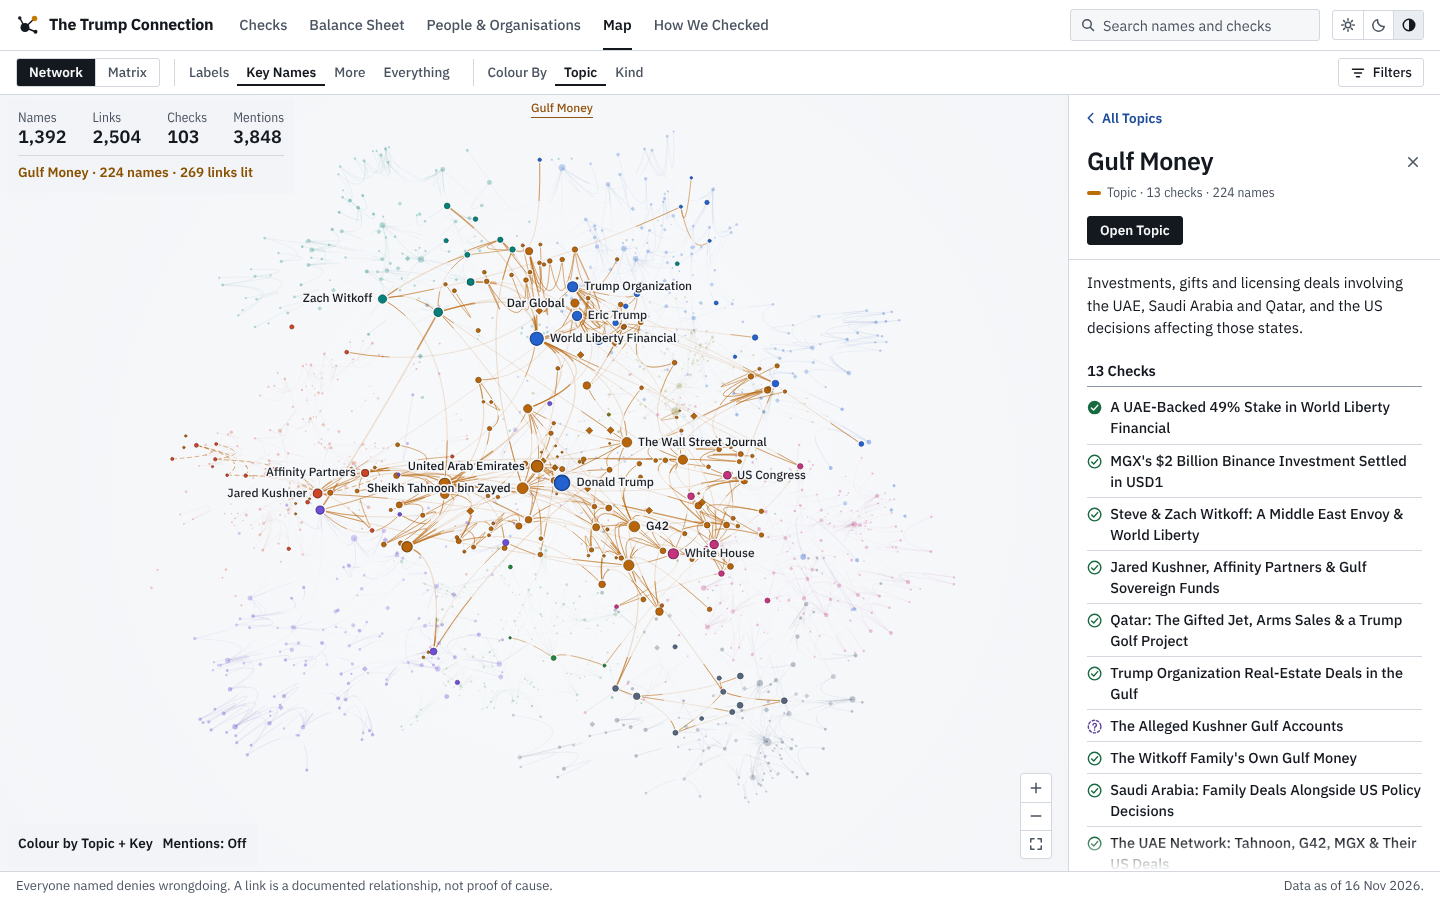 The Trump Connection
Checks
Balance Sheet
People & Organisations
Map
How We Checked
Search names and checks
Network
Matrix
Labels
Key Names
More
Everything
Colour By
Topic
Kind
Filters
Names
Links
Checks
Mentions
1,392
2,504
103
3,848
Gulf Money · 224 names · 269 links lit
Gulf Money
Zach Witkoff
Trump Organization
Dar Global
Eric Trump
World Liberty Financial
The Wall Street Journal
United Arab Emirates
Affinity Partners
US Congress
Sheikh Tahnoon bin Zayed
Donald Trump
Jared Kushner
G42
White House
Colour by Topic + Key
Mentions: Off
All Topics
Gulf Money
Topic · 13 checks · 224 names
Open Topic
Investments, gifts and licensing deals involving
the UAE, Saudi Arabia and Qatar, and the US
decisions affecting those states.
13 Checks
A UAE-Backed 49% Stake in World Liberty
Financial
MGX's $2 Billion Binance Investment Settled
in USD1
Steve & Zach Witkoff: A Middle East Envoy &
World Liberty
Jared Kushner, Affinity Partners & Gulf
Sovereign Funds
Qatar: The Gifted Jet, Arms Sales & a Trump
Golf Project
Trump Organization Real-Estate Deals in the
Gulf
The Alleged Kushner Gulf Accounts
The Witkoff Family's Own Gulf Money
Saudi Arabia: Family Deals Alongside US Policy
Decisions
The UAE Network: Tahnoon, G42, MGX & Their
US Deals
Everyone named denies wrongdoing. A link is a documented relationship, not proof of cause.
Data as of 16 Nov 2026.